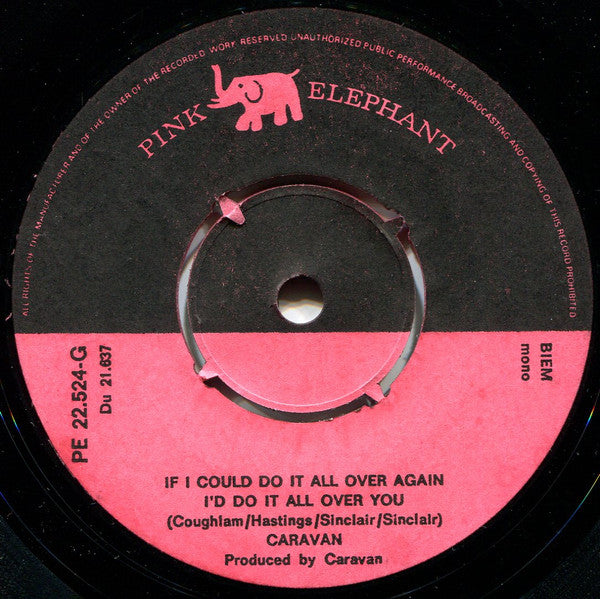 ALL RIGHTS OF THE MANUFACTURER AND OF THE OWNER OF THE RECORDED WORK RESERVED UNAUTHORIZED PUBLIC PERFORMANCE BROADCASTING AND COPYING OF THIS RECORD PROHIBITED
PINK ELEPHANT
PE 22.524-G
Du 21.637
BIEM
mono
IF I COULD DO IT ALL OVER AGAIN
I'D DO IT ALL OVER YOU
(Coughlam/Hastings/Sinclair/Sinclair)
CARAVAN
Produced by Caravan